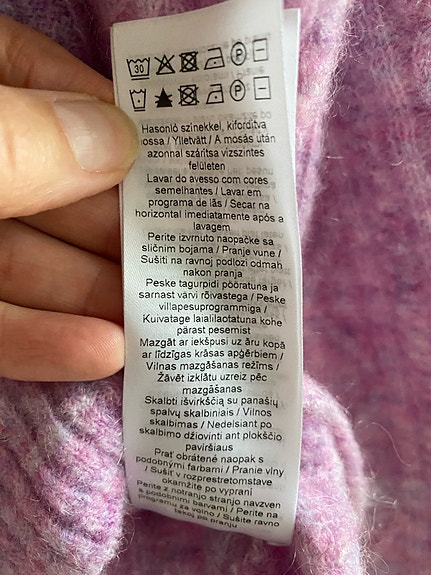 30 P
P
Hasonló színekkel, kifordítva
mossa / Ylletvätt / A mosás után
azonnal szárítsa vízszintes
felületen
Lavar do avesso com cores
semelhantes / Lavar em
programa de lãs / Secar na
horizontal imediatamente após a
lavagem
Perite izvrnuto naopačke sa
sličnim bojama / Pranje vune /
Sušiti na ravnoj podlozi odmah
nakon pranja
Peske tagurpidi pööratuna ja
sarnast värvi rõivastega / Peske
villapesuprogrammiga /
Kuivatage laialilaotatuna kohe
pärast pesemist
Mazgāt ar iekšpusi uz āru kopā
ar līdzīgas krāsas apģērbiem /
Vilnas mazgāšanas režīms /
Žāvēt izklātu uzreiz pēc
mazgāšanas
Skalbti išvirkščią su panašių
spalvų skalbiniais / Vilnos
skalbimas / Nedelsiant po
skalbimo džiovinti ant plokščio
paviršiaus
Prať obrátené naopak s
podobnými farbami / Pranie vlny
/ Sušiť v rozprestretomstave
okamžite po vypraní
Perite z notranjo stranjo navzven
s podobnimi barvami / Perite na
programu za volno / Sušite ravno
takoj po pranju